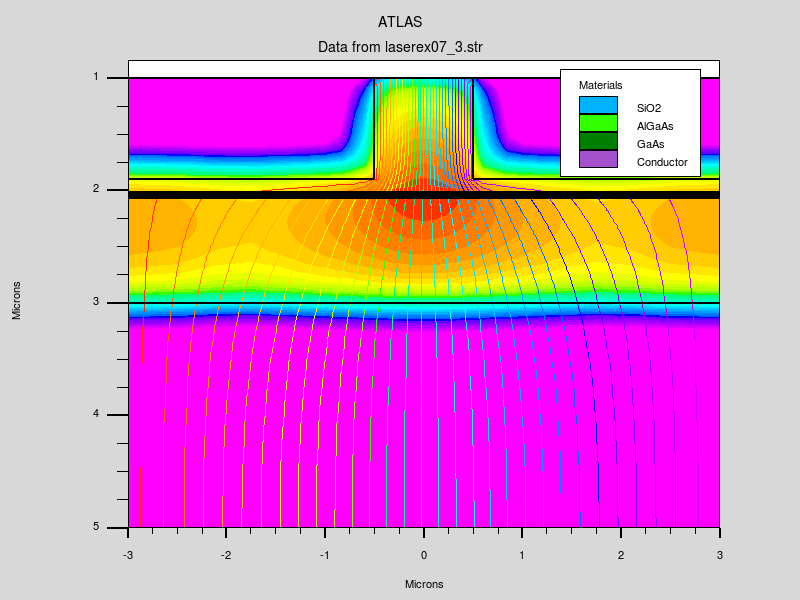 ATLAS
Data from laserex07_3.str
Materials
SiO2
AlGaAs
GaAs
Conductor
1
2
3
4
5
Microns
-3 -2 -1 0 1 2 3
Microns